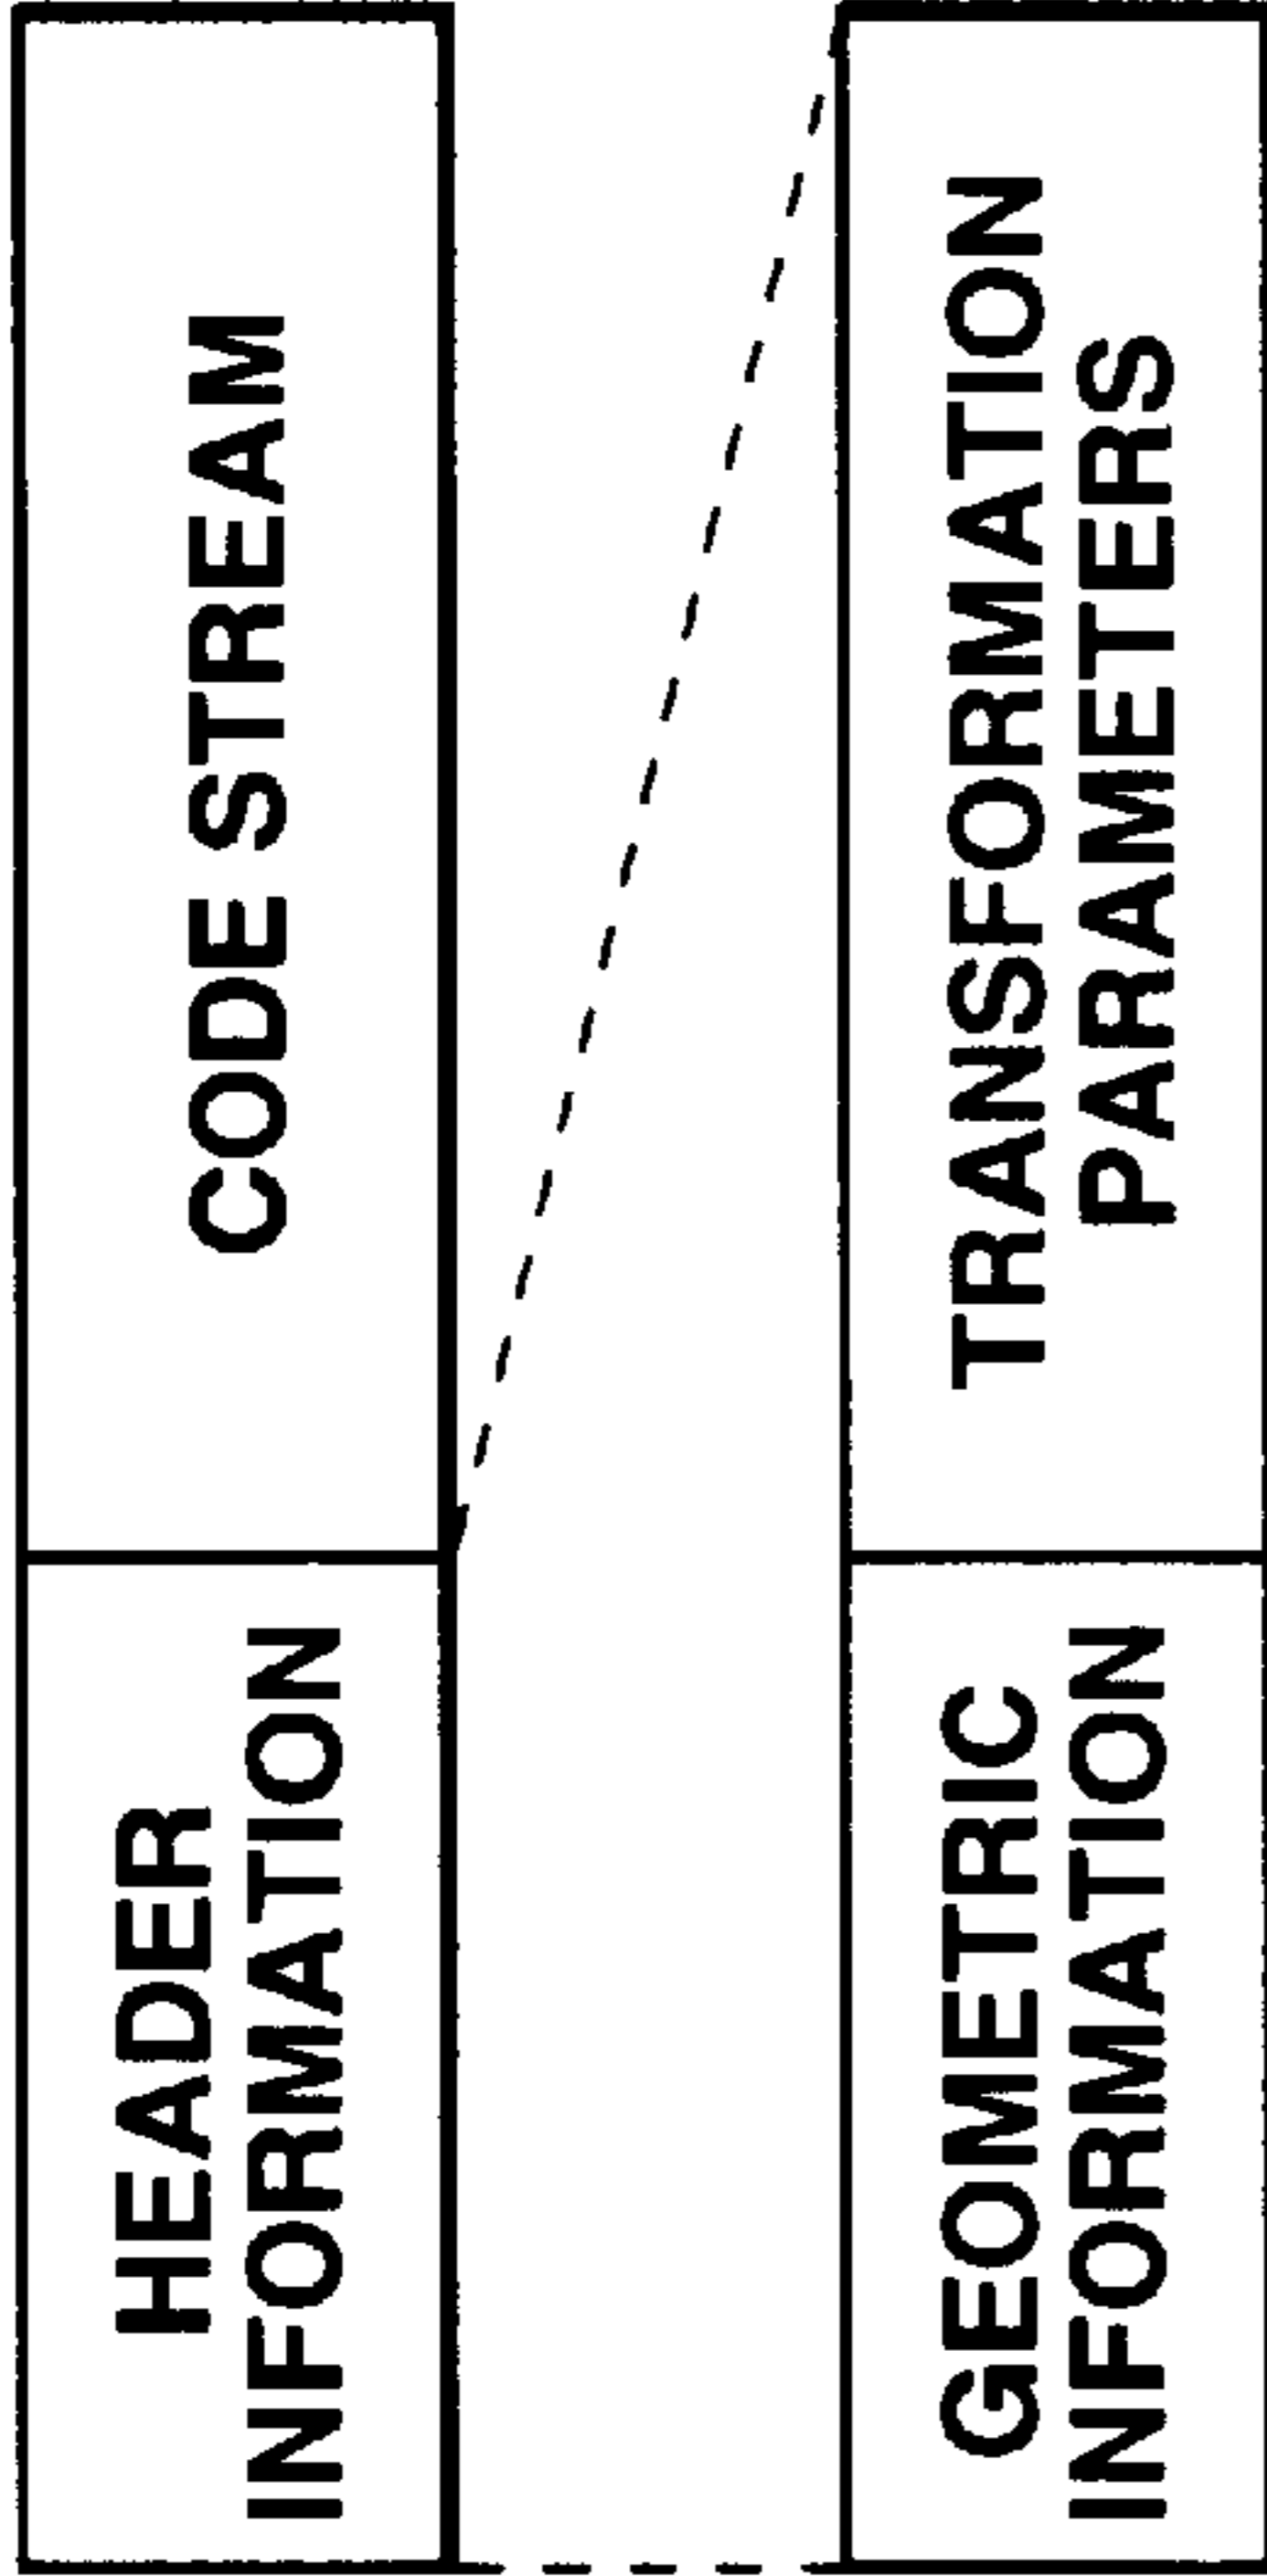 HEADER
INFORMATION
CODE STREAM
GEOMETRIC
INFORMATION
TRANSFORMATION
PARAMETERS